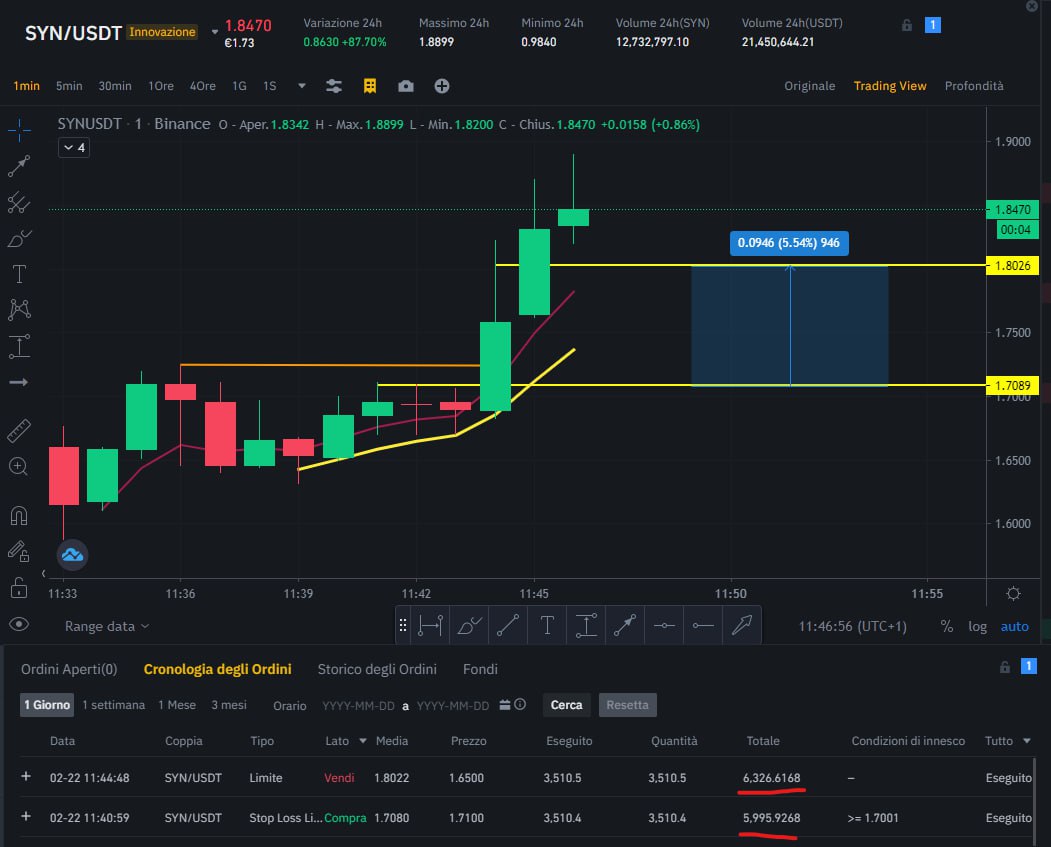 SYN/USDT Innovazione 1.8470 €1.73
Variazione 24h 0.8630 +87.70%
Massimo 24h 1.8899
Minimo 24h 0.9840
Volume 24h(SYN) 12,732,797.10
Volume 24h(USDT) 21,450,644.21
1
1min 5min 30min 1Ore 4Ore 1G 1S Originale Trading View Profondità
SYNUSDT · 1 · Binance O - Aper.1.8342 H - Max.1.8899 L - Min.1.8200 C - Chius.1.8470 +0.0158 (+0.86%)
4
1.9000
1.8470
00:04
0.0946 (5.54%) 946
1.8026
1.7500
1.7089
1.7000
1.6500
1.6000
11:33 11:36 11:39 11:42 11:45 11:50 11:55
Range data 11:46:56 (UTC+1) % log auto
Ordini Aperti(0) Cronologia degli Ordini Storico degli Ordini Fondi 1
1 Giorno 1 settimana 1 Mese 3 mesi Orario YYYY-MM-DD a YYYY-MM-DD Cerca Resetta
Data Coppia Tipo Lato Media Prezzo Eseguito Quantità Totale Condizioni di innesco Tutto
02-22 11:44:48 SYN/USDT Limite Vendi 1.8022 1.6500 3,510.5 3,510.5 6,326.6168 – Eseguito
02-22 11:40:59 SYN/USDT Stop Loss Li... Compra 1.7080 1.7100 3,510.4 3,510.4 5,995.9268 >= 1.7001 Eseguito